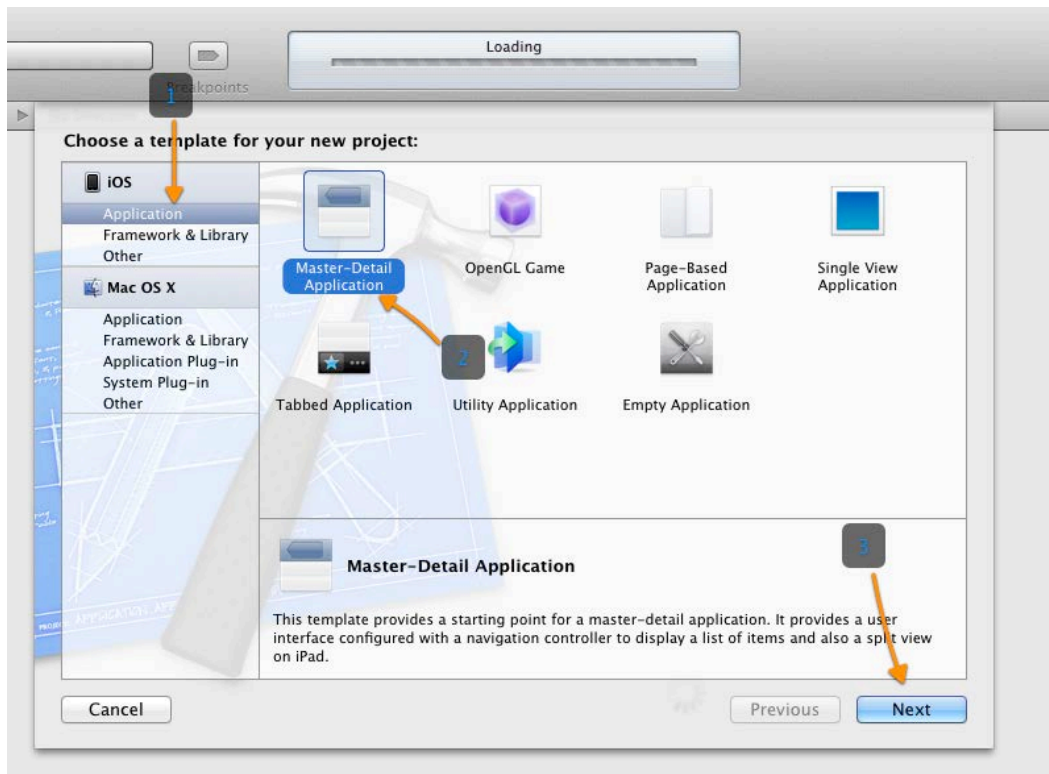 Loading
Breakpoints
1
Choose a template for your new project:
iOS
Application
Framework & Library
Other
Mac OS X
Application
Framework & Library
Application Plug-in
System Plug-in
Other
Master-Detail
Application
OpenGL Game
Page-Based
Application
Single View
Application
2
Tabbed Application
Utility Application
Empty Application
3
Master-Detail Application
This template provides a starting point for a master-detail application. It provides a user
interface configured with a navigation controller to display a list of items and also a split view
on iPad.
Cancel
Previous
Next